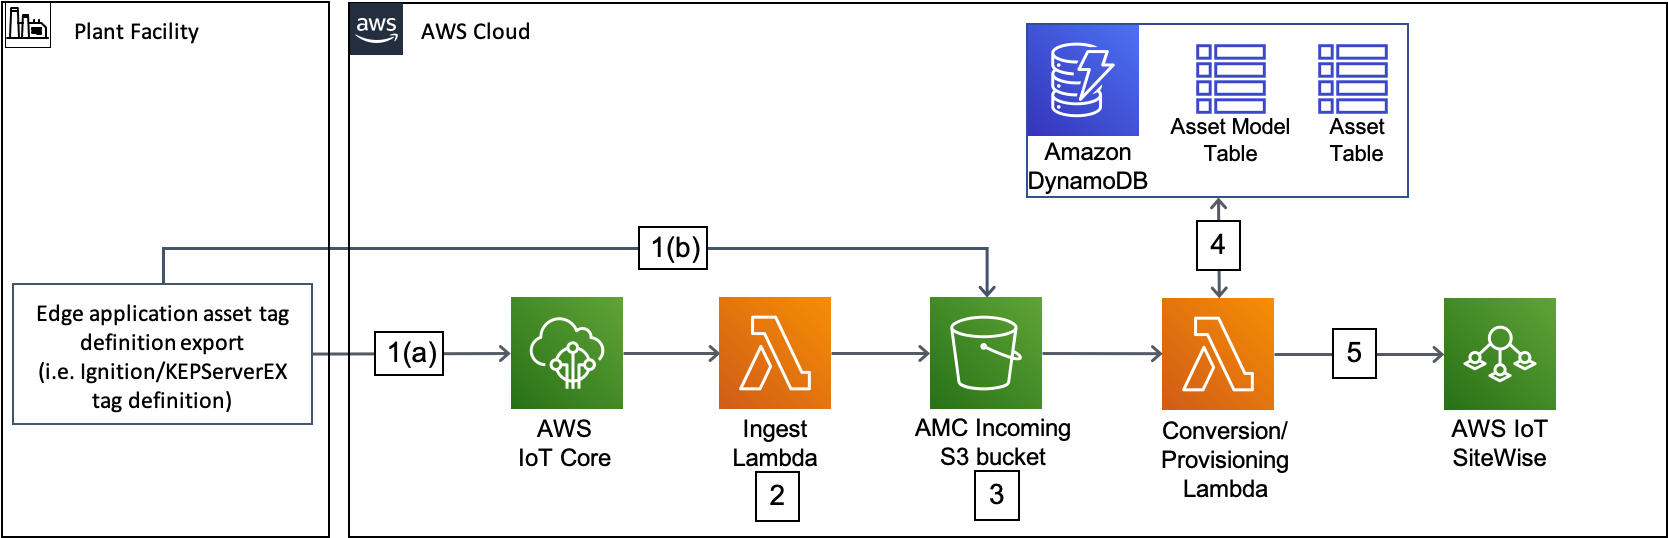 Plant Facility
aws
AWS Cloud
Amazon
DynamoDB
Asset Model
Table
Asset
Table
1(b)
4
Edge application asset tag
definition export
(i.e. Ignition/KEPServerEX
tag definition)
1(a)
5
AWS
IoT Core
Ingest
Lambda
2
AMC Incoming
S3 bucket
3
Conversion/
Provisioning
Lambda
AWS IoT
SiteWise